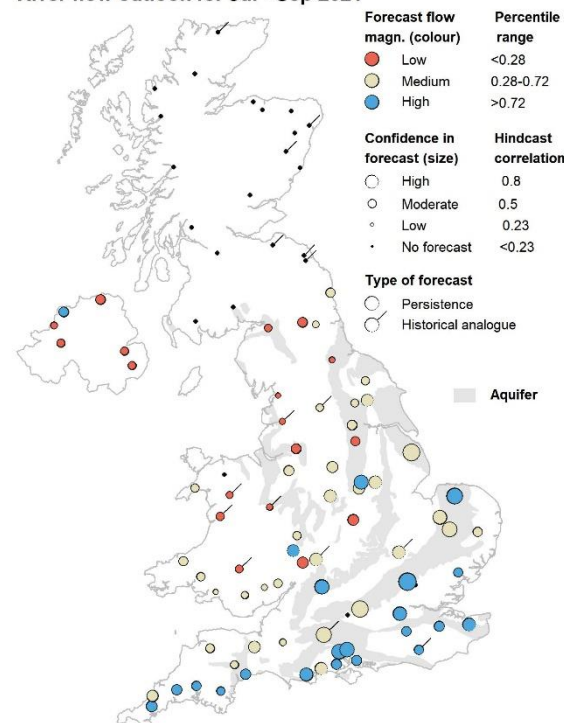 Forecast flow Percentile
magn. (colour) range
Low <0.28
Medium 0.28-0.72
High >0.72
Confidence in Hindcast
forecast (size) correlation
High 0.8
Moderate 0.5
Low 0.23
No forecast <0.23
Type of forecast
Persistence
Historical analogue
Aquifer